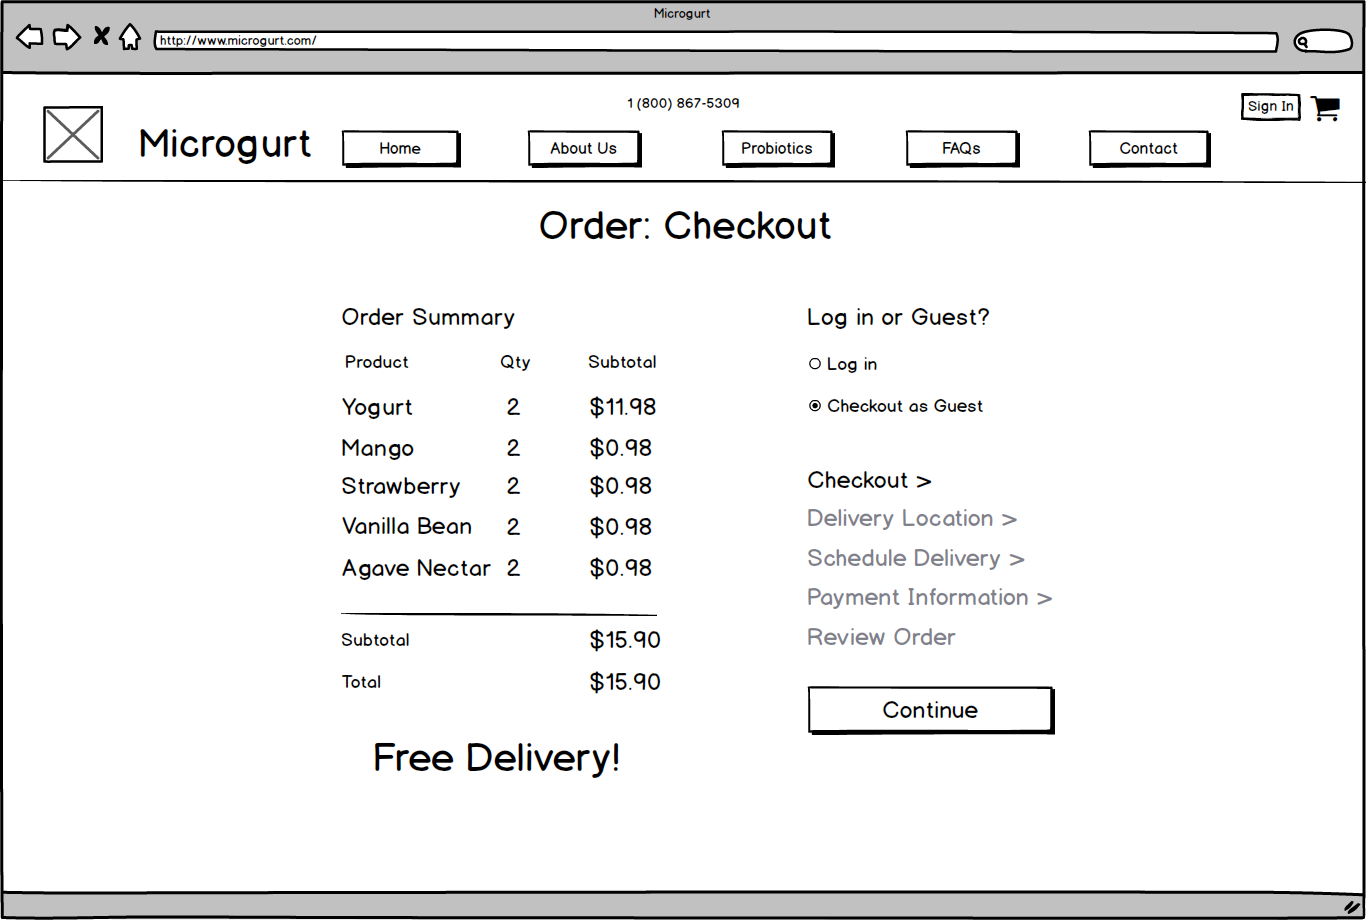 Microgurt
http://www.microgurt.com/
1 (800) 867-5309
Sign In
Microgurt
Home About Us Probiotics FAQs Contact
Order: Checkout
Order Summary
Product Qty Subtotal
Yogurt 2 $11.98
Mango 2 $0.98
Strawberry 2 $0.98
Vanilla Bean 2 $0.98
Agave Nectar 2 $0.98
Subtotal $15.90
Total $15.90
Free Delivery!
Log in or Guest?
Log in
Checkout as Guest
Checkout >
Delivery Location >
Schedule Delivery >
Payment Information >
Review Order
Continue